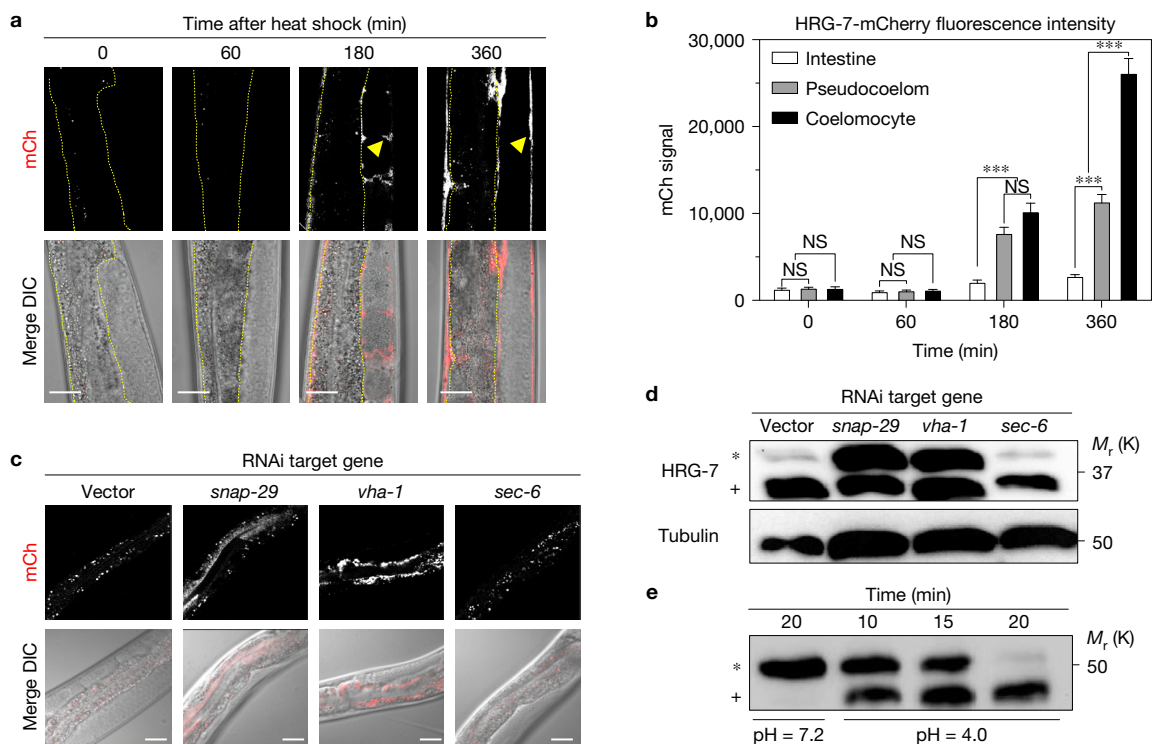 a
Time after heat shock (min)
0 60 180 360
mCh
Merge DIC
b
HRG-7-mCherry fluorescence intensity
30,000
20,000
10,000
0
mCh signal
Intestine
Pseudocoelom
Coelomocyte
NS NS
NS NS
*** NS
*** ***
0 60 180 360
Time (min)
c
RNAi target gene
Vector snap-29 vha-1 sec-6
mCh
Merge DIC
d
RNAi target gene
Vector snap-29 vha-1 sec-6
Mr (K)
HRG-7
*
+
37
Tubulin
50
e
Time (min)
20 10 15 20
Mr (K)
*
+
50
pH = 7.2 pH = 4.0